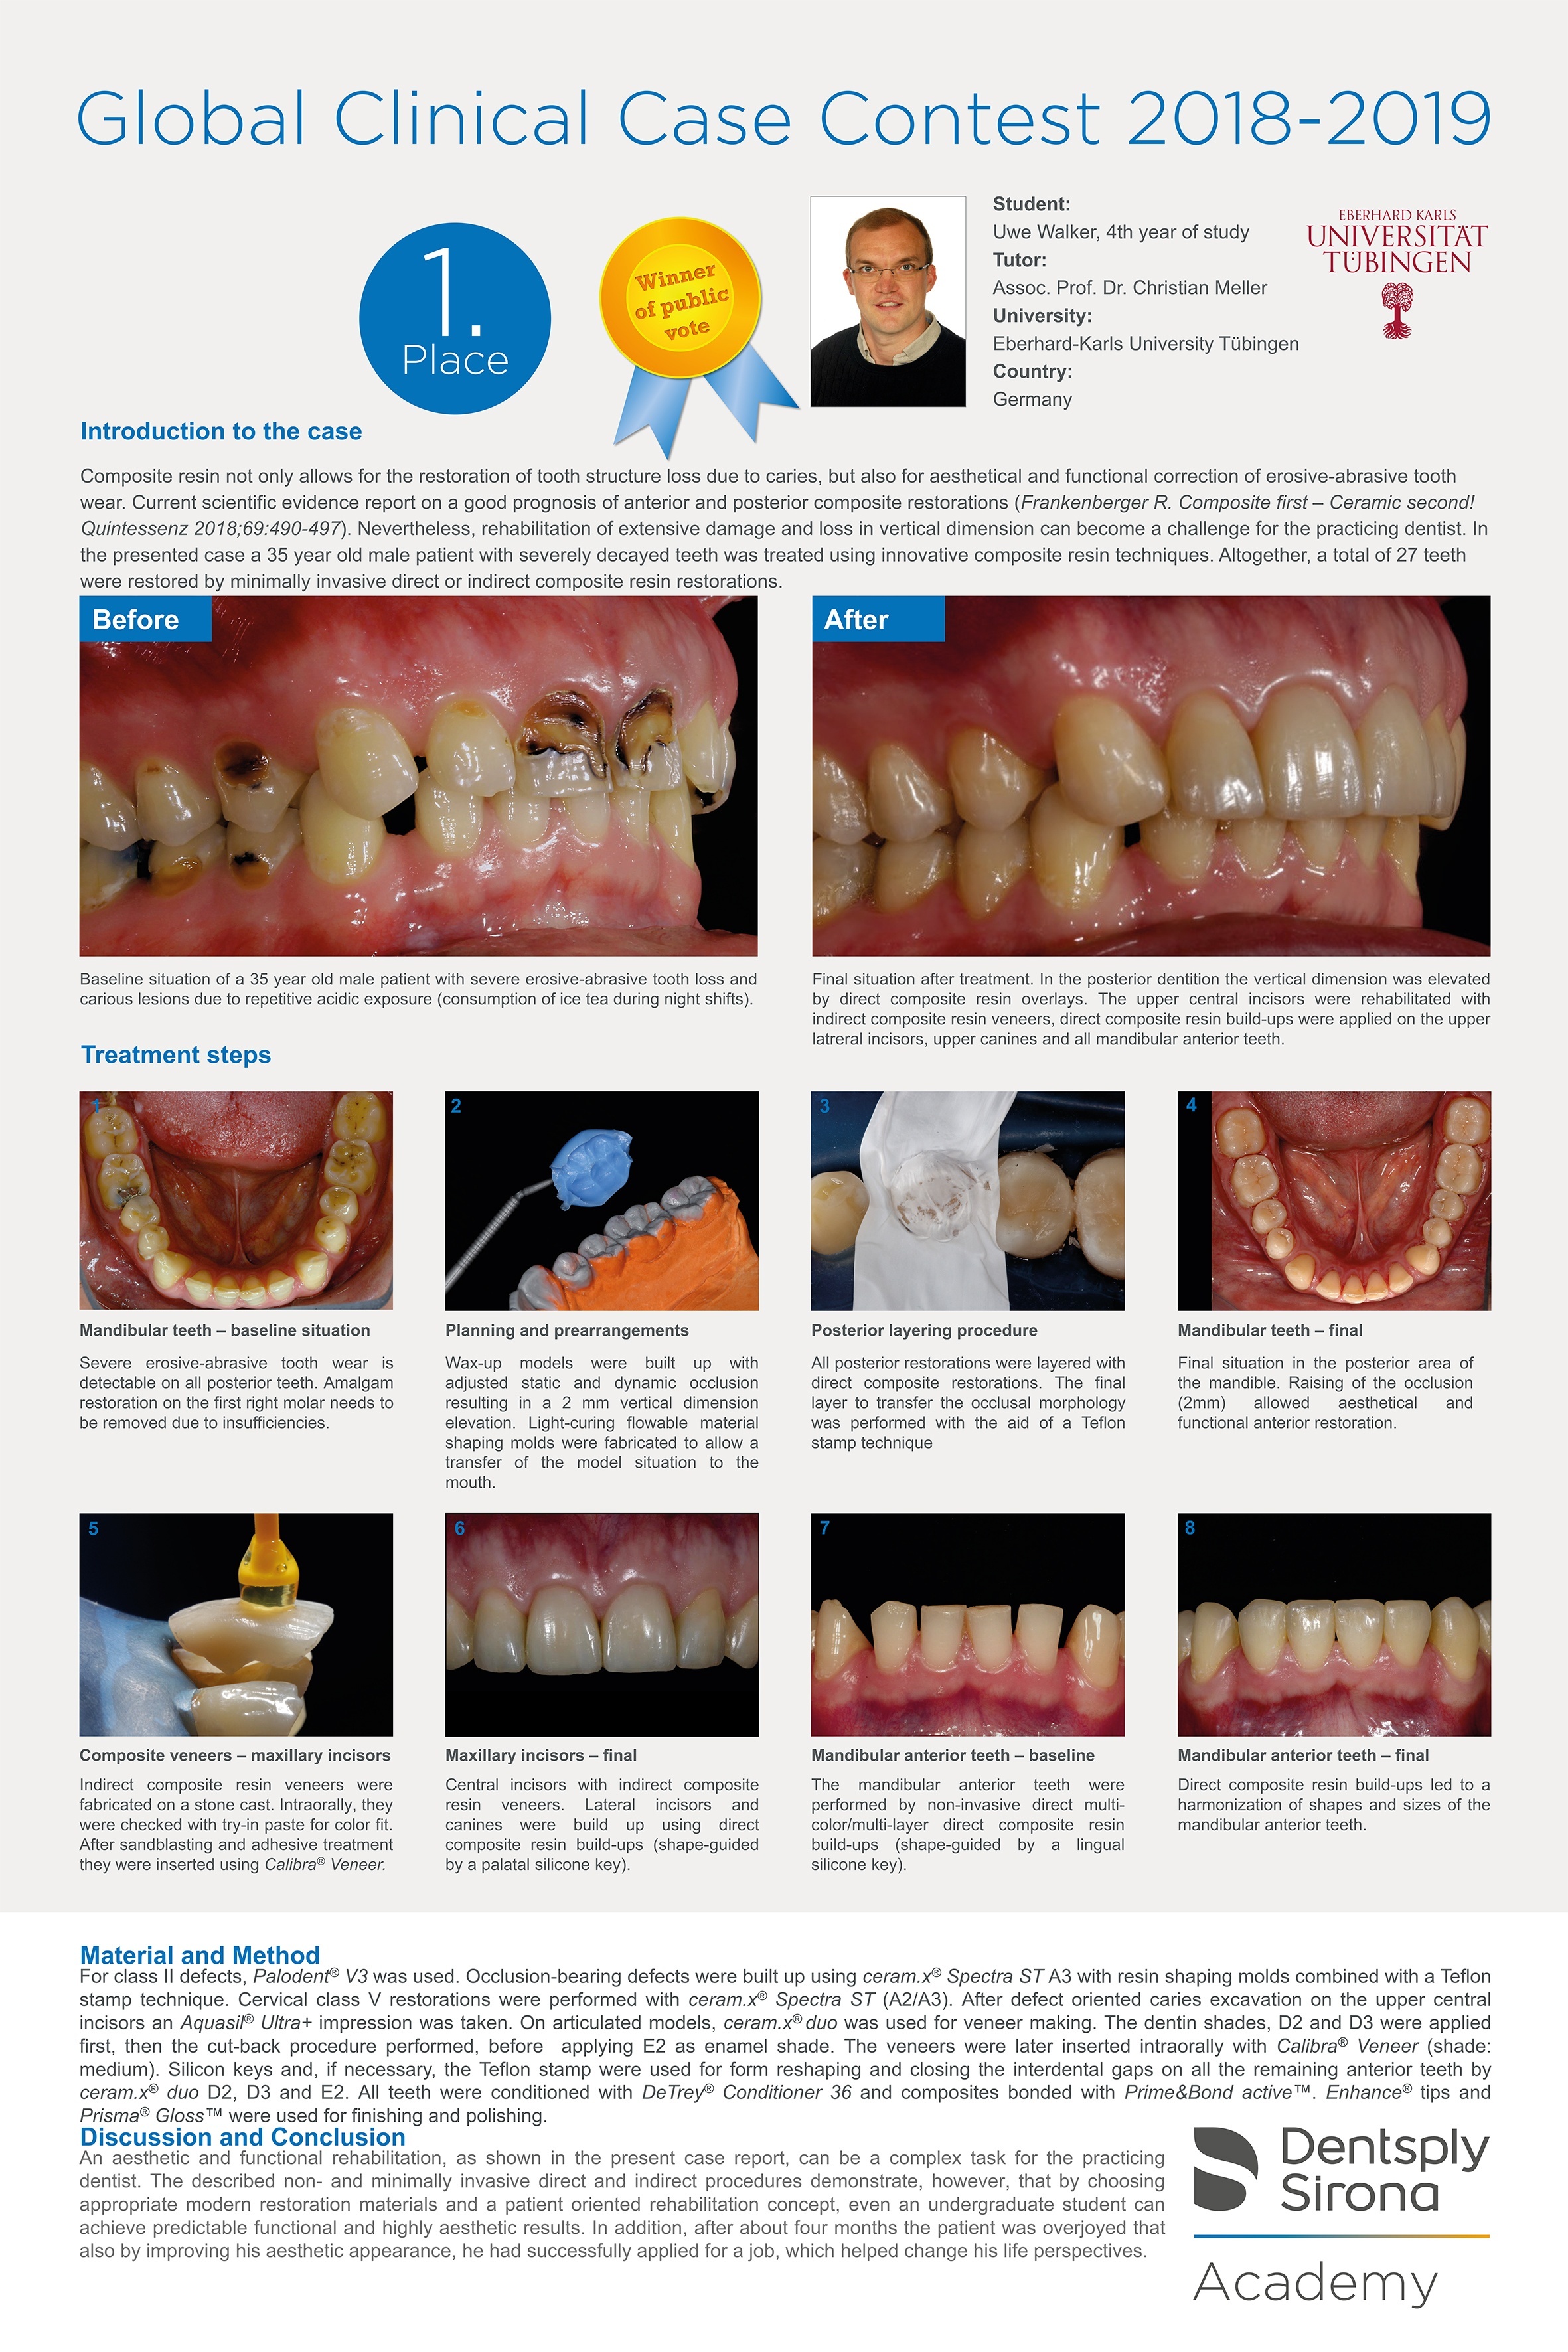 Global Clinical Case Contest 2018-2019
1.
Place
Winner
of public
vote
Student:
Uwe Walker, 4th year of study
Tutor:
Assoc. Prof. Dr. Christian Meller
University:
Eberhard-Karls University Tübingen
Country:
Germany
EBERHARD KARLS
UNIVERSITÄT
TÜBINGEN
Introduction to the case
Composite resin not only allows for the restoration of tooth structure loss due to caries, but also for aesthetical and functional correction of erosive-abrasive tooth
wear. Current scientific evidence report on a good prognosis of anterior and posterior composite restorations (Frankenberger R. Composite first – Ceramic second!
Quintessenz 2018;69:490-497). Nevertheless, rehabilitation of extensive damage and loss in vertical dimension can become a challenge for the practicing dentist. In
the presented case a 35 year old male patient with severely decayed teeth was treated using innovative composite resin techniques. Altogether, a total of 27 teeth
were restored by minimally invasive direct or indirect composite resin restorations.
Before
After
Baseline situation of a 35 year old male patient with severe erosive-abrasive tooth loss and
carious lesions due to repetitive acidic exposure (consumption of ice tea during night shifts).
Final situation after treatment. In the posterior dentition the vertical dimension was elevated
by direct composite resin overlays. The upper central incisors were rehabilitated with
indirect composite resin veneers, direct composite resin build-ups were applied on the upper
latreral incisors, upper canines and all mandibular anterior teeth.
Treatment steps
1
Mandibular teeth – baseline situation
Severe erosive-abrasive tooth wear is
detectable on all posterior teeth. Amalgam
restoration on the first right molar needs to
be removed due to insufficiencies.
2
Planning and prearrangements
Wax-up models were built up with
adjusted static and dynamic occlusion
resulting in a 2 mm vertical dimension
elevation. Light-curing flowable material
shaping molds were fabricated to allow a
transfer of the model situation to the
mouth.
3
Posterior layering procedure
All posterior restorations were layered with
direct composite restorations. The final
layer to transfer the occlusal morphology
was performed with the aid of a Teflon
stamp technique
4
Mandibular teeth – final
Final situation in the posterior area of
the mandible. Raising of the occlusion
(2mm) allowed aesthetical and
functional anterior restoration.
5
Composite veneers – maxillary incisors
Indirect composite resin veneers were
fabricated on a stone cast. Intraorally, they
were checked with try-in paste for color fit.
After sandblasting and adhesive treatment
they were inserted using Calibra® Veneer.
6
Maxillary incisors – final
Central incisors with indirect composite
resin veneers. Lateral incisors and
canines were build up using direct
composite resin build-ups (shape-guided
by a palatal silicone key).
7
Mandibular anterior teeth – baseline
The mandibular anterior teeth were
performed by non-invasive direct multi-
color/multi-layer direct composite resin
build-ups (shape-guided by a lingual
silicone key).
8
Mandibular anterior teeth – final
Direct composite resin build-ups led to a
harmonization of shapes and sizes of the
mandibular anterior teeth.
Material and Method
For class II defects, Palodent® V3 was used. Occlusion-bearing defects were built up using ceram.x® Spectra ST A3 with resin shaping molds combined with a Teflon
stamp technique. Cervical class V restorations were performed with ceram.x® Spectra ST (A2/A3). After defect oriented caries excavation on the upper central
incisors an Aquasil® Ultra+ impression was taken. On articulated models, ceram.x® duo was used for veneer making. The dentin shades, D2 and D3 were applied
first, then the cut-back procedure performed, before applying E2 as enamel shade. The veneers were later inserted intraorally with Calibra® Veneer (shade:
medium). Silicon keys and, if necessary, the Teflon stamp were used for form reshaping and closing the interdental gaps on all the remaining anterior teeth by
ceram.x® duo D2, D3 and E2. All teeth were conditioned with DeTrey® Conditioner 36 and composites bonded with Prime&Bond active™. Enhance® tips and
Prisma® Gloss™ were used for finishing and polishing.
Discussion and Conclusion
An aesthetic and functional rehabilitation, as shown in the present case report, can be a complex task for the practicing
dentist. The described non- and minimally invasive direct and indirect procedures demonstrate, however, that by choosing
appropriate modern restoration materials and a patient oriented rehabilitation concept, even an undergraduate student can
achieve predictable functional and highly aesthetic results. In addition, after about four months the patient was overjoyed that
also by improving his aesthetic appearance, he had successfully applied for a job, which helped change his life perspectives.
Dentsply
Sirona
Academy